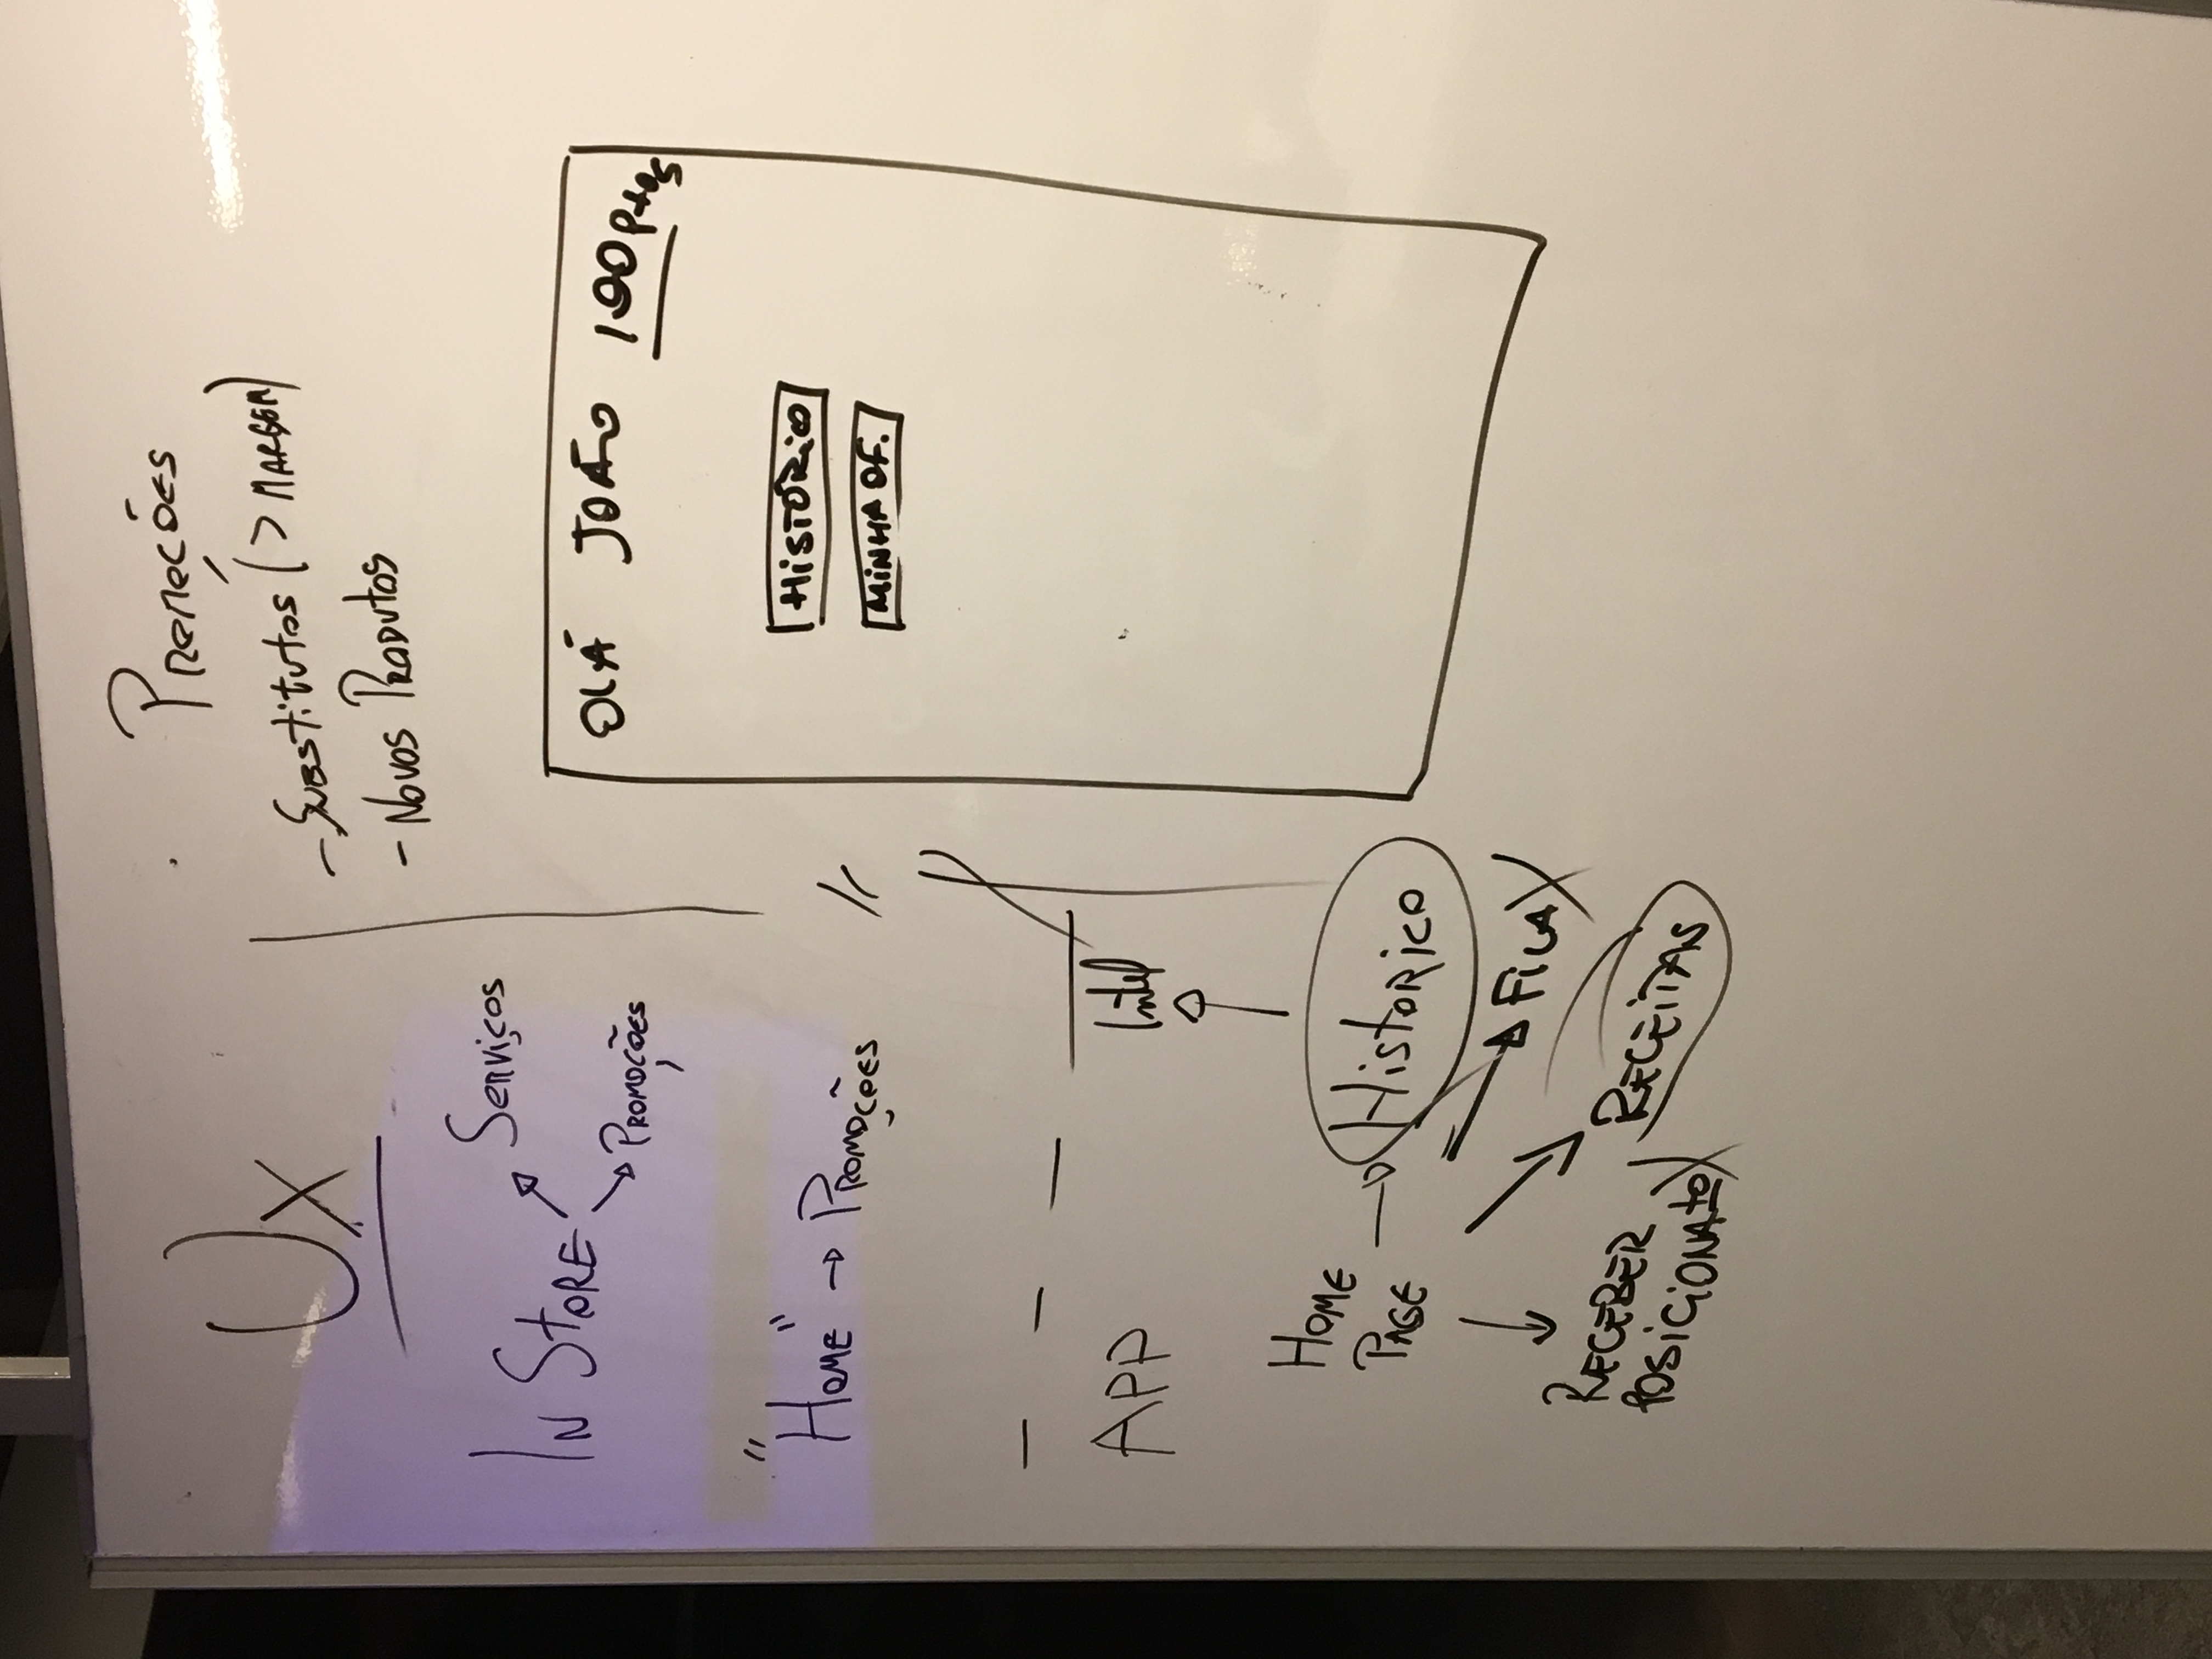 Ux
In Store
Serviços
Promoções
"Home" → Promoções
APP
Intel
Home
Page
Historico
Fila X
Receber
Posicionato X
Receitas
Promoções
- Substitutos (> Margem)
- Novos Produtos
OLÁ JOÃO 100 Ptos
HISTÓRICO
MINHA OF.